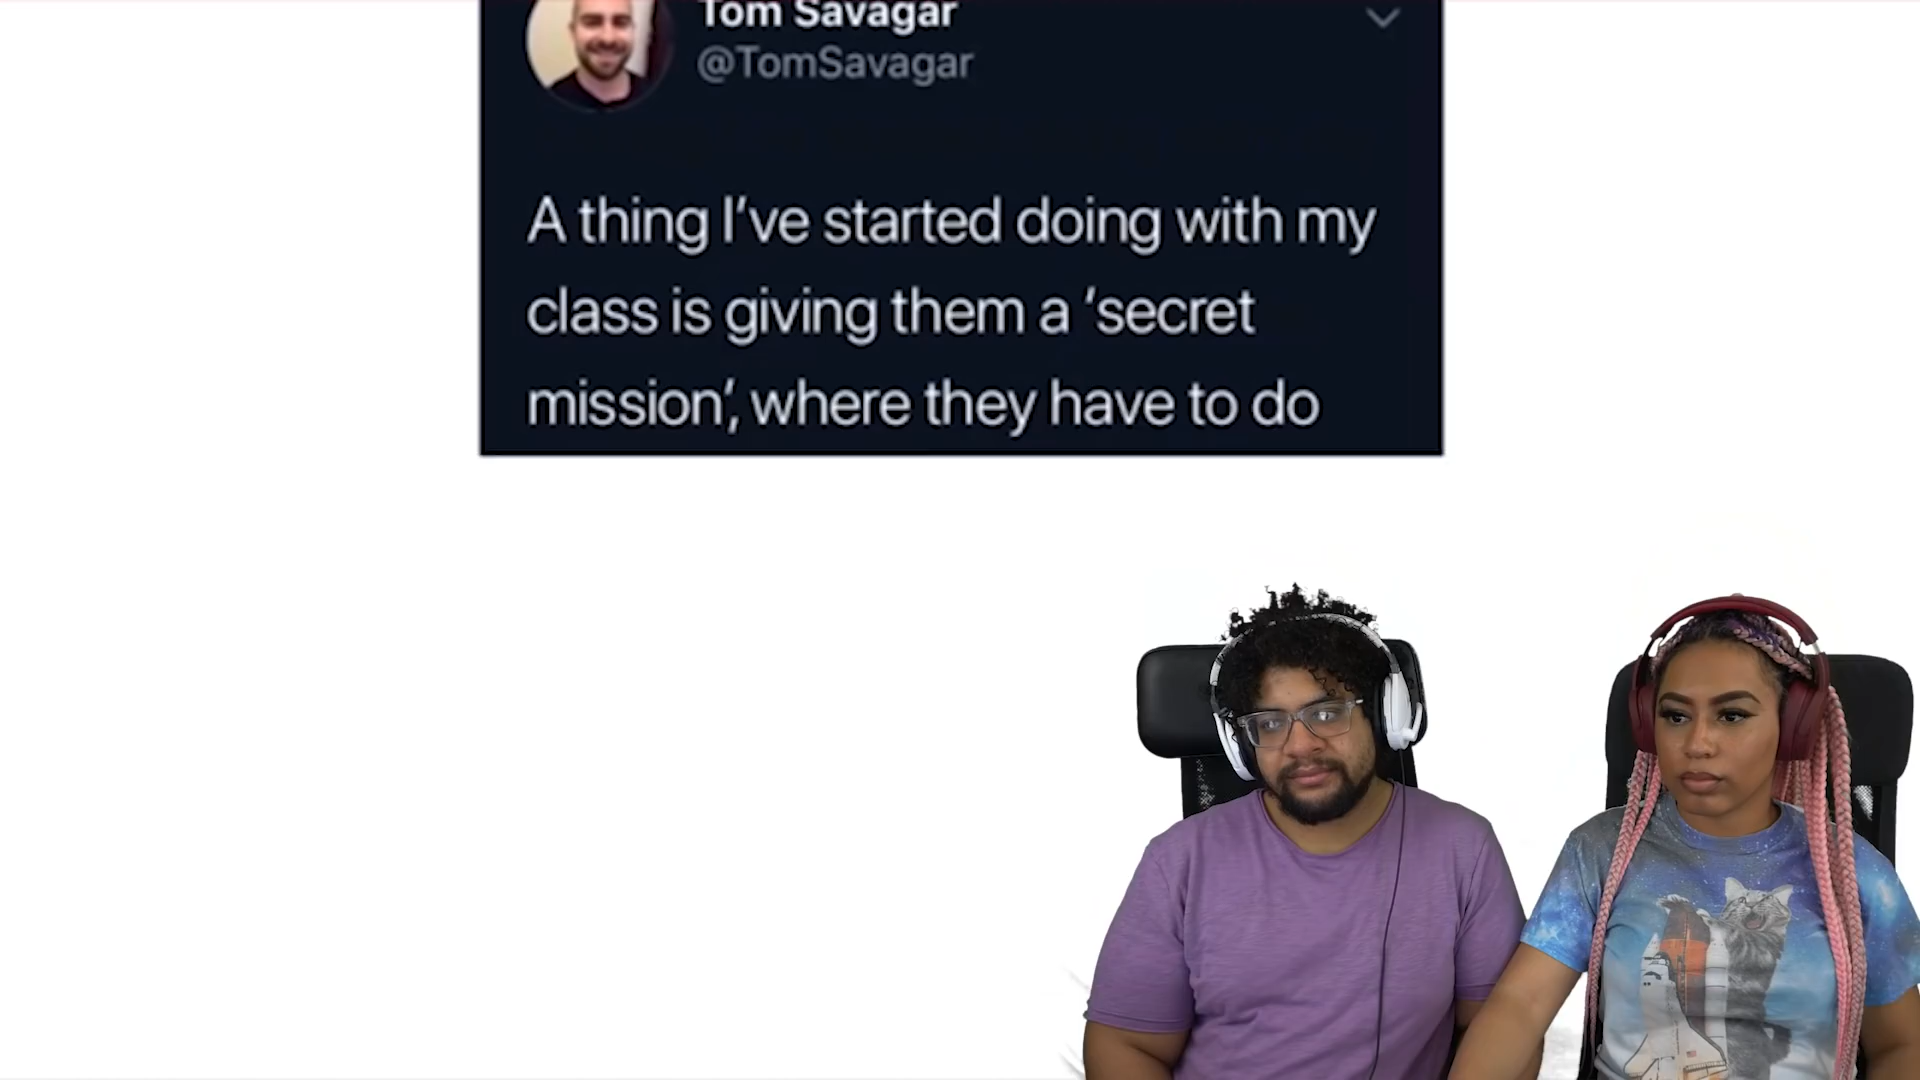 Tom Savagar
@TomSavagar
A thing I've started doing with my
class is giving them a 'secret
mission', where they have to do